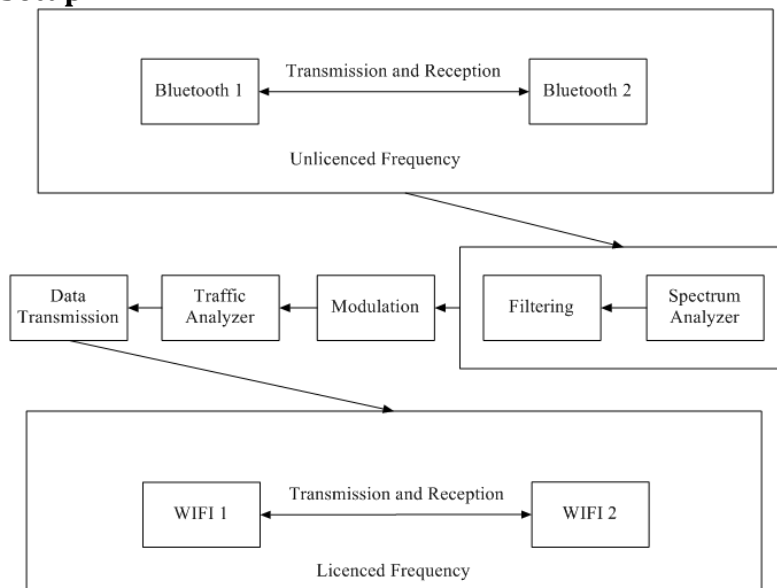 Transmission and Reception
Bluetooth 1
Bluetooth 2
Unlicenced Frequency
Data
Transmission
Traffic
Analyzer
Modulation
Filtering
Spectrum
Analyzer
Transmission and Reception
WIFI 1
WIFI 2
Licenced Frequency